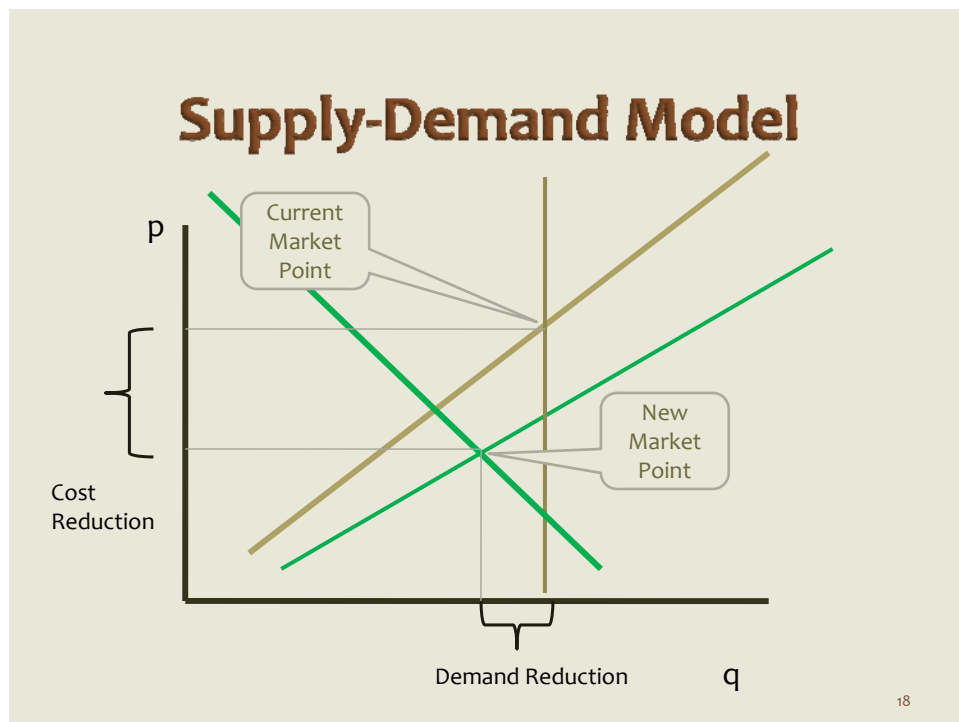 Supply-Demand Model
p
Current
Market
Point
New
Market
Point
Cost
Reduction
Demand Reduction
q
18